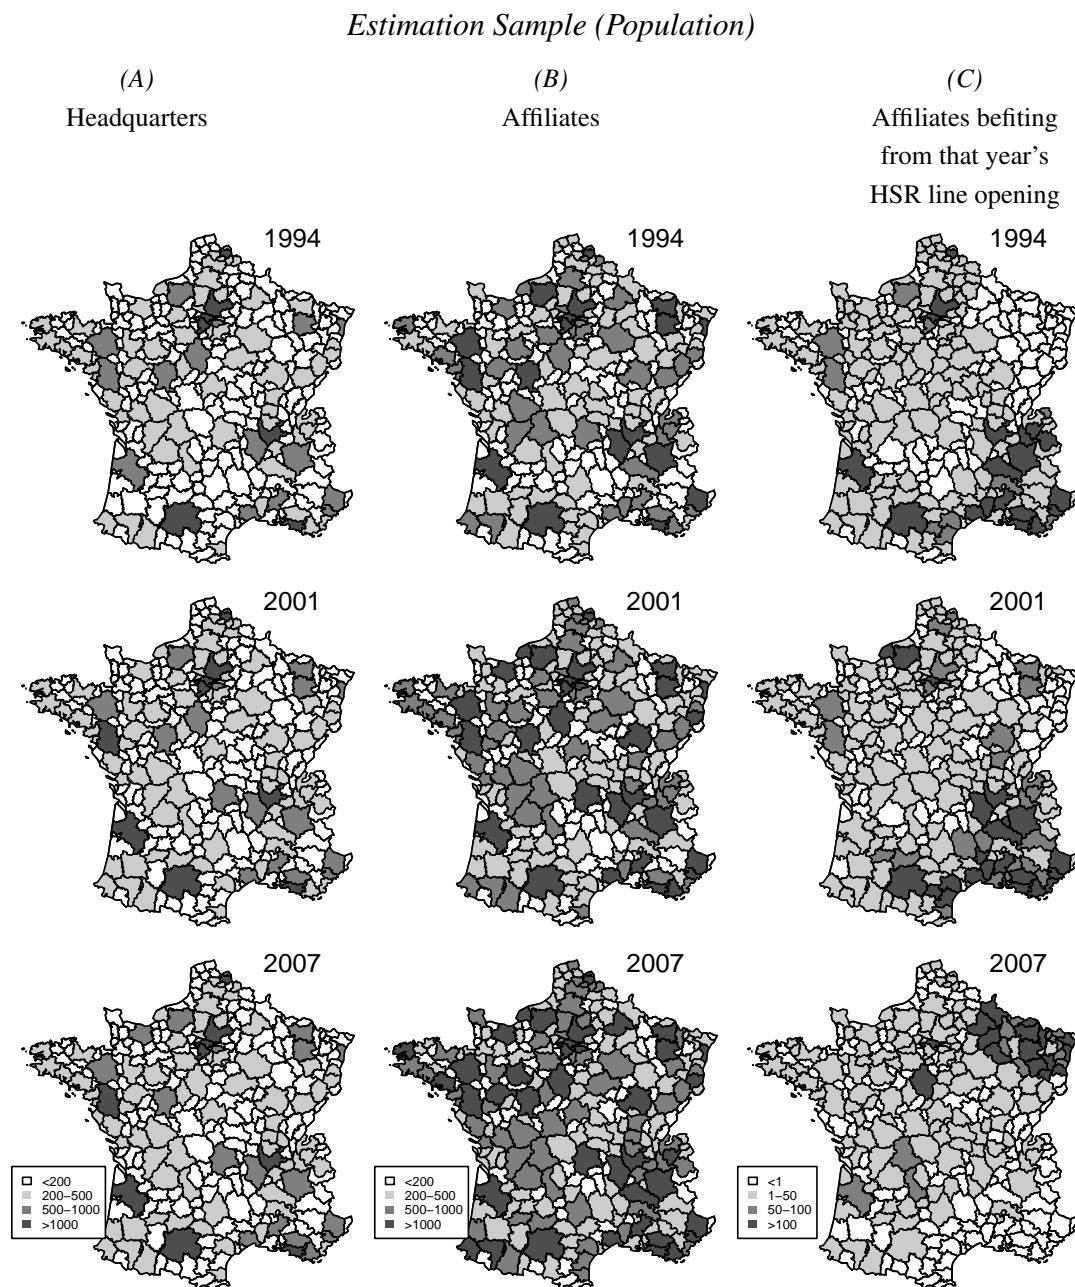 Estimation Sample (Population)
(A)
Headquarters
(B)
Affiliates
(C)
Affiliates befiting
from that year's
HSR line opening
1994
1994
1994
2001
2001
2001
2007
2007
2007
<200
200–500
500–1000
>1000
<200
200–500
500–1000
>1000
<1
1–50
50–100
>100